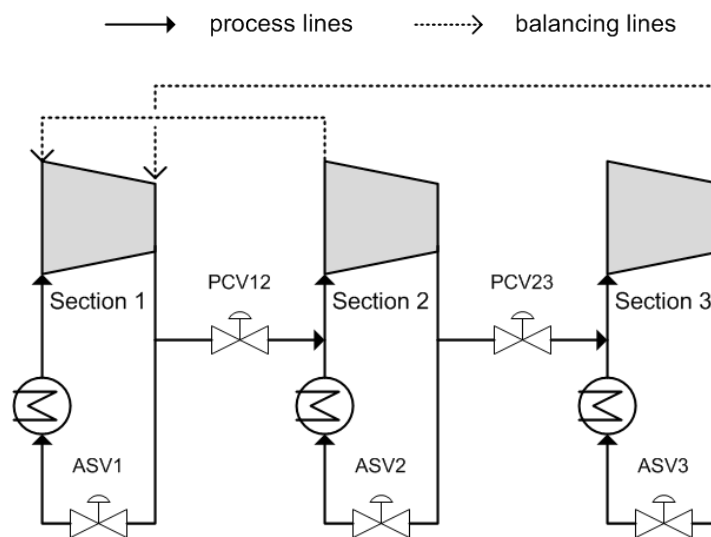 process lines balancing lines
PCV12 PCV23
Section 1 Section 2 Section 3
ASV1 ASV2 ASV3